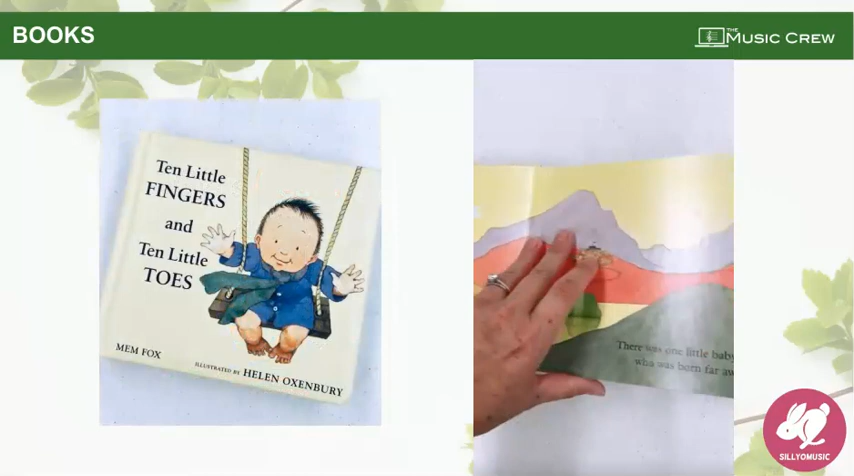 BOOKS
THE
MUSIC CREW
Ten Little
FINGERS
and
Ten Little
TOES
MEM FOX
ILLUSTRATED BY HELEN OXENBURY
There was one little baby
who was born far
SILLYOMUSIC